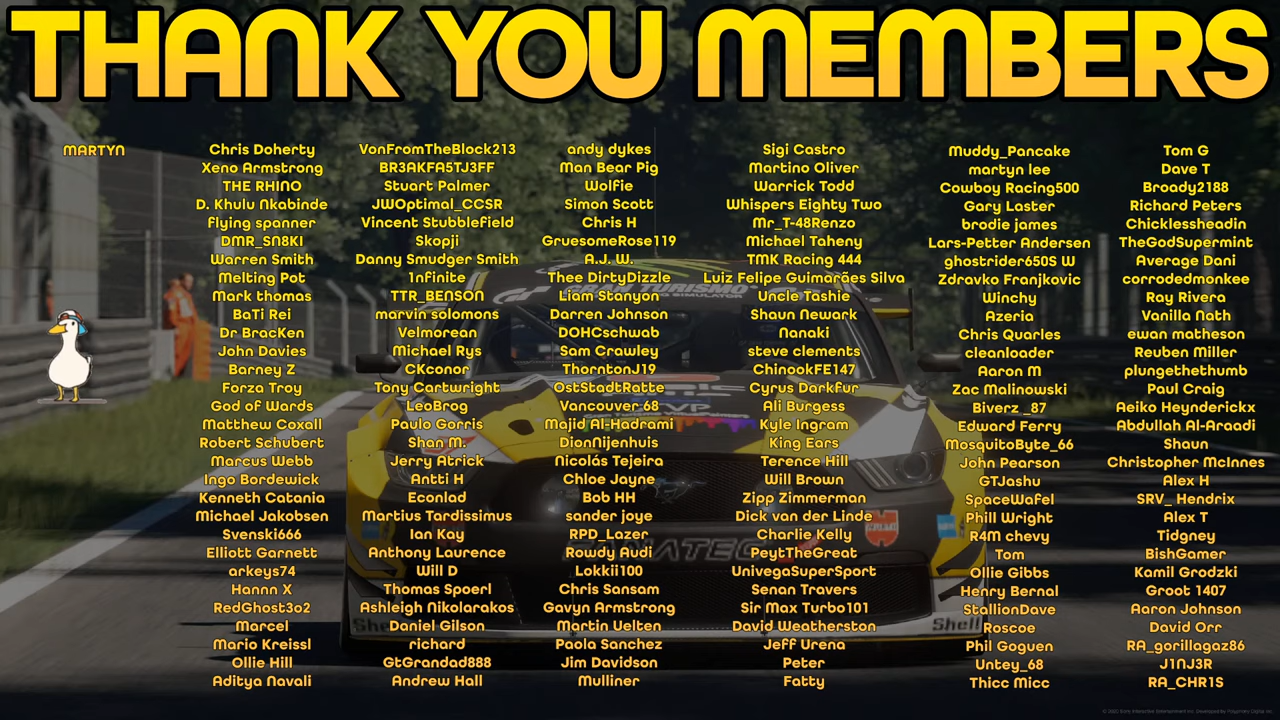 THANK YOU MEMBERS
MARTYN
Chris Doherty
Xeno Armstrong
THE RHINO
D. Khulu Nkabinde
flying spanner
DMR_SN8KI
Warren Smith
Melting Pot
Mark thomas
BaTi Rei
Dr BracKen
John Davies
Barney Z
Forza Troy
God of Wards
Matthew Coxall
Robert Schubert
Marcus Webb
Ingo Bordewick
Kenneth Catania
Michael Jakobsen
Svenski666
Elliott Garnett
arkeys74
Hannn X
RedGhost3o2
Marcel
Mario Kreissl
Ollie Hill
Aditya Navali
VonFromTheBlock213
BR3AKFA5TJ3FF
Stuart Palmer
JWOptimal_CCSR
Vincent Stubblefield
Skopji
Danny Smudger Smith
1nfinite
TTR_BENSON
marvin solomons
Velmorean
Michael Rys
CKconor
Tony Cartwright
LeoBrog
Paulo Gorris
Shan M.
Jerry Atrick
Antti H
Econlad
Martius Tardissimus
Ian Kay
Anthony Laurence
Will D
Thomas Spoerl
Ashleigh Nikolarakos
Daniel Gilson
richard
GtGrandad888
Andrew Hall
andy dykes
Man Bear Pig
Wolfie
Simon Scott
Chris H
GruesomeRose119
A.J. W.
Thee DirtyDizzle
Liam Stanyon
Darren Johnson
DOHCschwab
Sam Crawley
ThorntonJ19
OstStadtRatte
Vancouver 68
Majid Al-Hadrami
DionNijenhuis
Nicolás Tejeira
Chloe Jayne
Bob HH
sander joye
RPD_Lazer
Rowdy Audi
Lokkii100
Chris Sansam
Gavyn Armstrong
Martin Uelten
Paola Sanchez
Jim Davidson
Mulliner
Sigi Castro
Martino Oliver
Warrick Todd
Whispers Eighty Two
Mr_T-48Renzo
Michael Taheny
TMK Racing 444
Luiz Felipe Guimarães Silva
Uncle Tashie
Shaun Newark
Nanaki
steve clements
ChinookFE147
Cyrus Darkfur
Ali Burgess
Kyle Ingram
King Ears
Terence Hill
Will Brown
Zipp Zimmerman
Dick van der Linde
Charlie Kelly
PeytTheGreat
UnivegaSuperSport
Senan Travers
Sir Max Turbo101
David Weatherston
Jeff Urena
Peter
Fatty
Muddy_Pancake
martyn lee
Cowboy Racing500
Gary Laster
brodie james
Lars-Petter Andersen
ghostrider650S W
Zdravko Franjkovic
Winchy
Azeria
Chris Quarles
cleanloader
Aaron M
Zac Malinowski
Biverz _87
Edward Ferry
MosquitoByte_66
John Pearson
GTJashu
SpaceWafel
Phill Wright
R4M chevy
Tom
Ollie Gibbs
Henry Bernal
StallionDave
Roscoe
Phil Goguen
Untey_68
Thicc Micc
Tom G
Dave T
Broady2188
Richard Peters
Chicklessheadin
TheGodSupermint
Average Dani
corrodedmonkee
Ray Rivera
Vanilla Nath
ewan matheson
Reuben Miller
plungethethumb
Paul Craig
Aeiko Heynderickx
Abdullah Al-Araadi
Shaun
Christopher McInnes
Alex H
SRV_ Hendrix
Alex T
Tidgney
BishGamer
Kamil Grodzki
Groot 1407
Aaron Johnson
David Orr
RA_gorillagaz86
J1NJ3R
RA_CHR1S
GRAN TURISMO
FANATEC
Shell
Shell